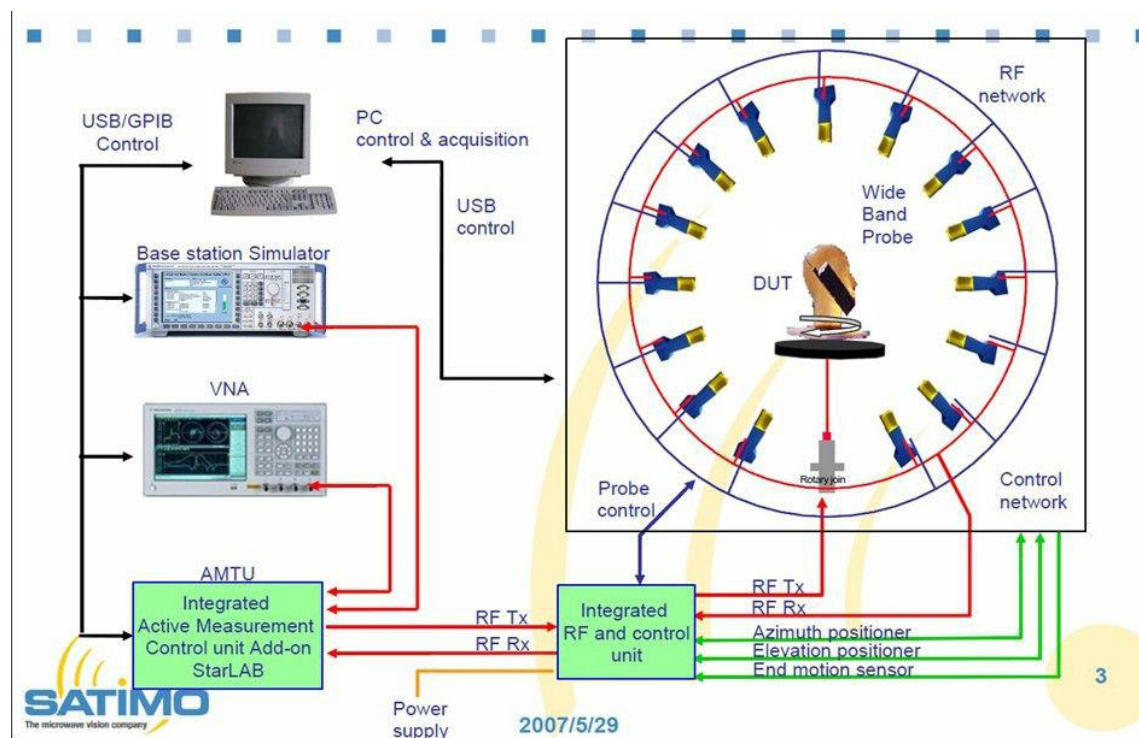 USB/GPIB
Control
PC
control & acquisition
USB
control
RF
network
Wide
Band
Probe
DUT
Base station Simulator
VNA
Rotary join
Probe
control
Control
network
AMTU
Integrated
Active Measurement
Control unit Add-on
StarLAB
RF Tx
RF Rx
Integrated
RF and control
unit
RF Tx
RF Rx
Azimuth positioner
Elevation positioner
End motion sensor
Power
supply
SATIMO
The microwave vision company
2007/5/29
3